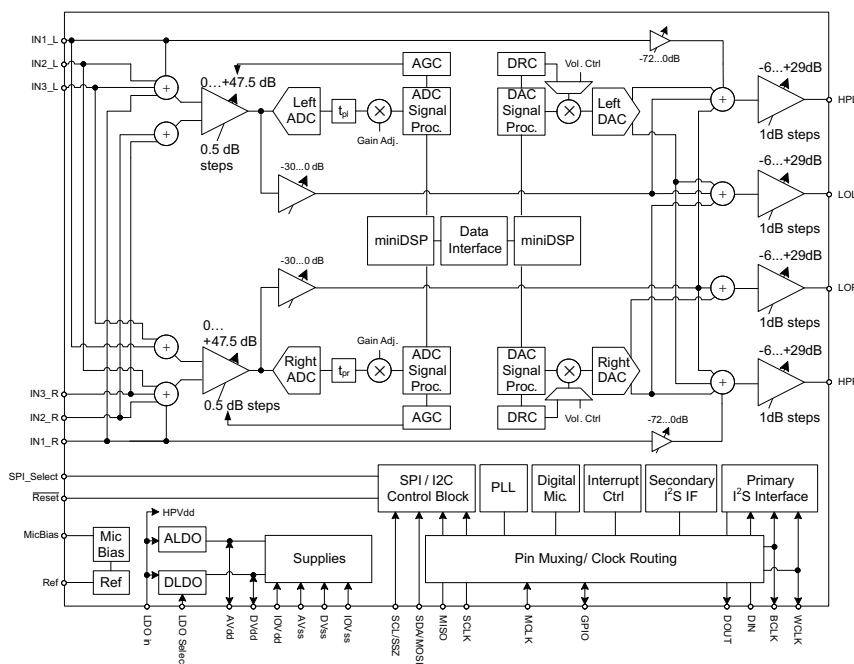 IN1_L
IN2_L
IN3_L
0…+47.5 dB
0.5 dB
steps
Left
ADC
tpl
Gain Adj.
AGC
ADC
Signal
Proc.
DRC
Vol. Ctrl
DAC
Signal
Proc.
Left
DAC
-72...0dB
-6...+29dB
1dB steps
HPL
-30...0 dB
-6...+29dB
1dB steps
LOL
miniDSP
Data
Interface
miniDSP
-30...0 dB
-6...+29dB
1dB steps
LOR
0…
+47.5 dB
0.5 dB steps
Right
ADC
tpr
Gain Adj.
ADC
Signal
Proc.
AGC
DAC
Signal
Proc.
DRC
Vol. Ctrl
Right
DAC
-72...0dB
-6...+29dB
1dB steps
IN3_R
IN2_R
IN1_R
SPI_Select
Reset
SPI / I2C
Control Block
PLL
Digital
Mic.
Interrupt
Ctrl
Secondary
I²S IF
Primary
I²S Interface
HPVdd
MicBias
Mic
Bias
Ref
Ref
ALDO
DLDO
Supplies
Pin Muxing/ Clock Routing
LDO in
LDO Select
AVdd
DVdd
IOVdd
AVss
DVss
IOVss
SCL/SSZ
SDA/MOSI
MISO
SCLK
MCLK
GPIO
DOUT
DIN
BCLK
WCLK